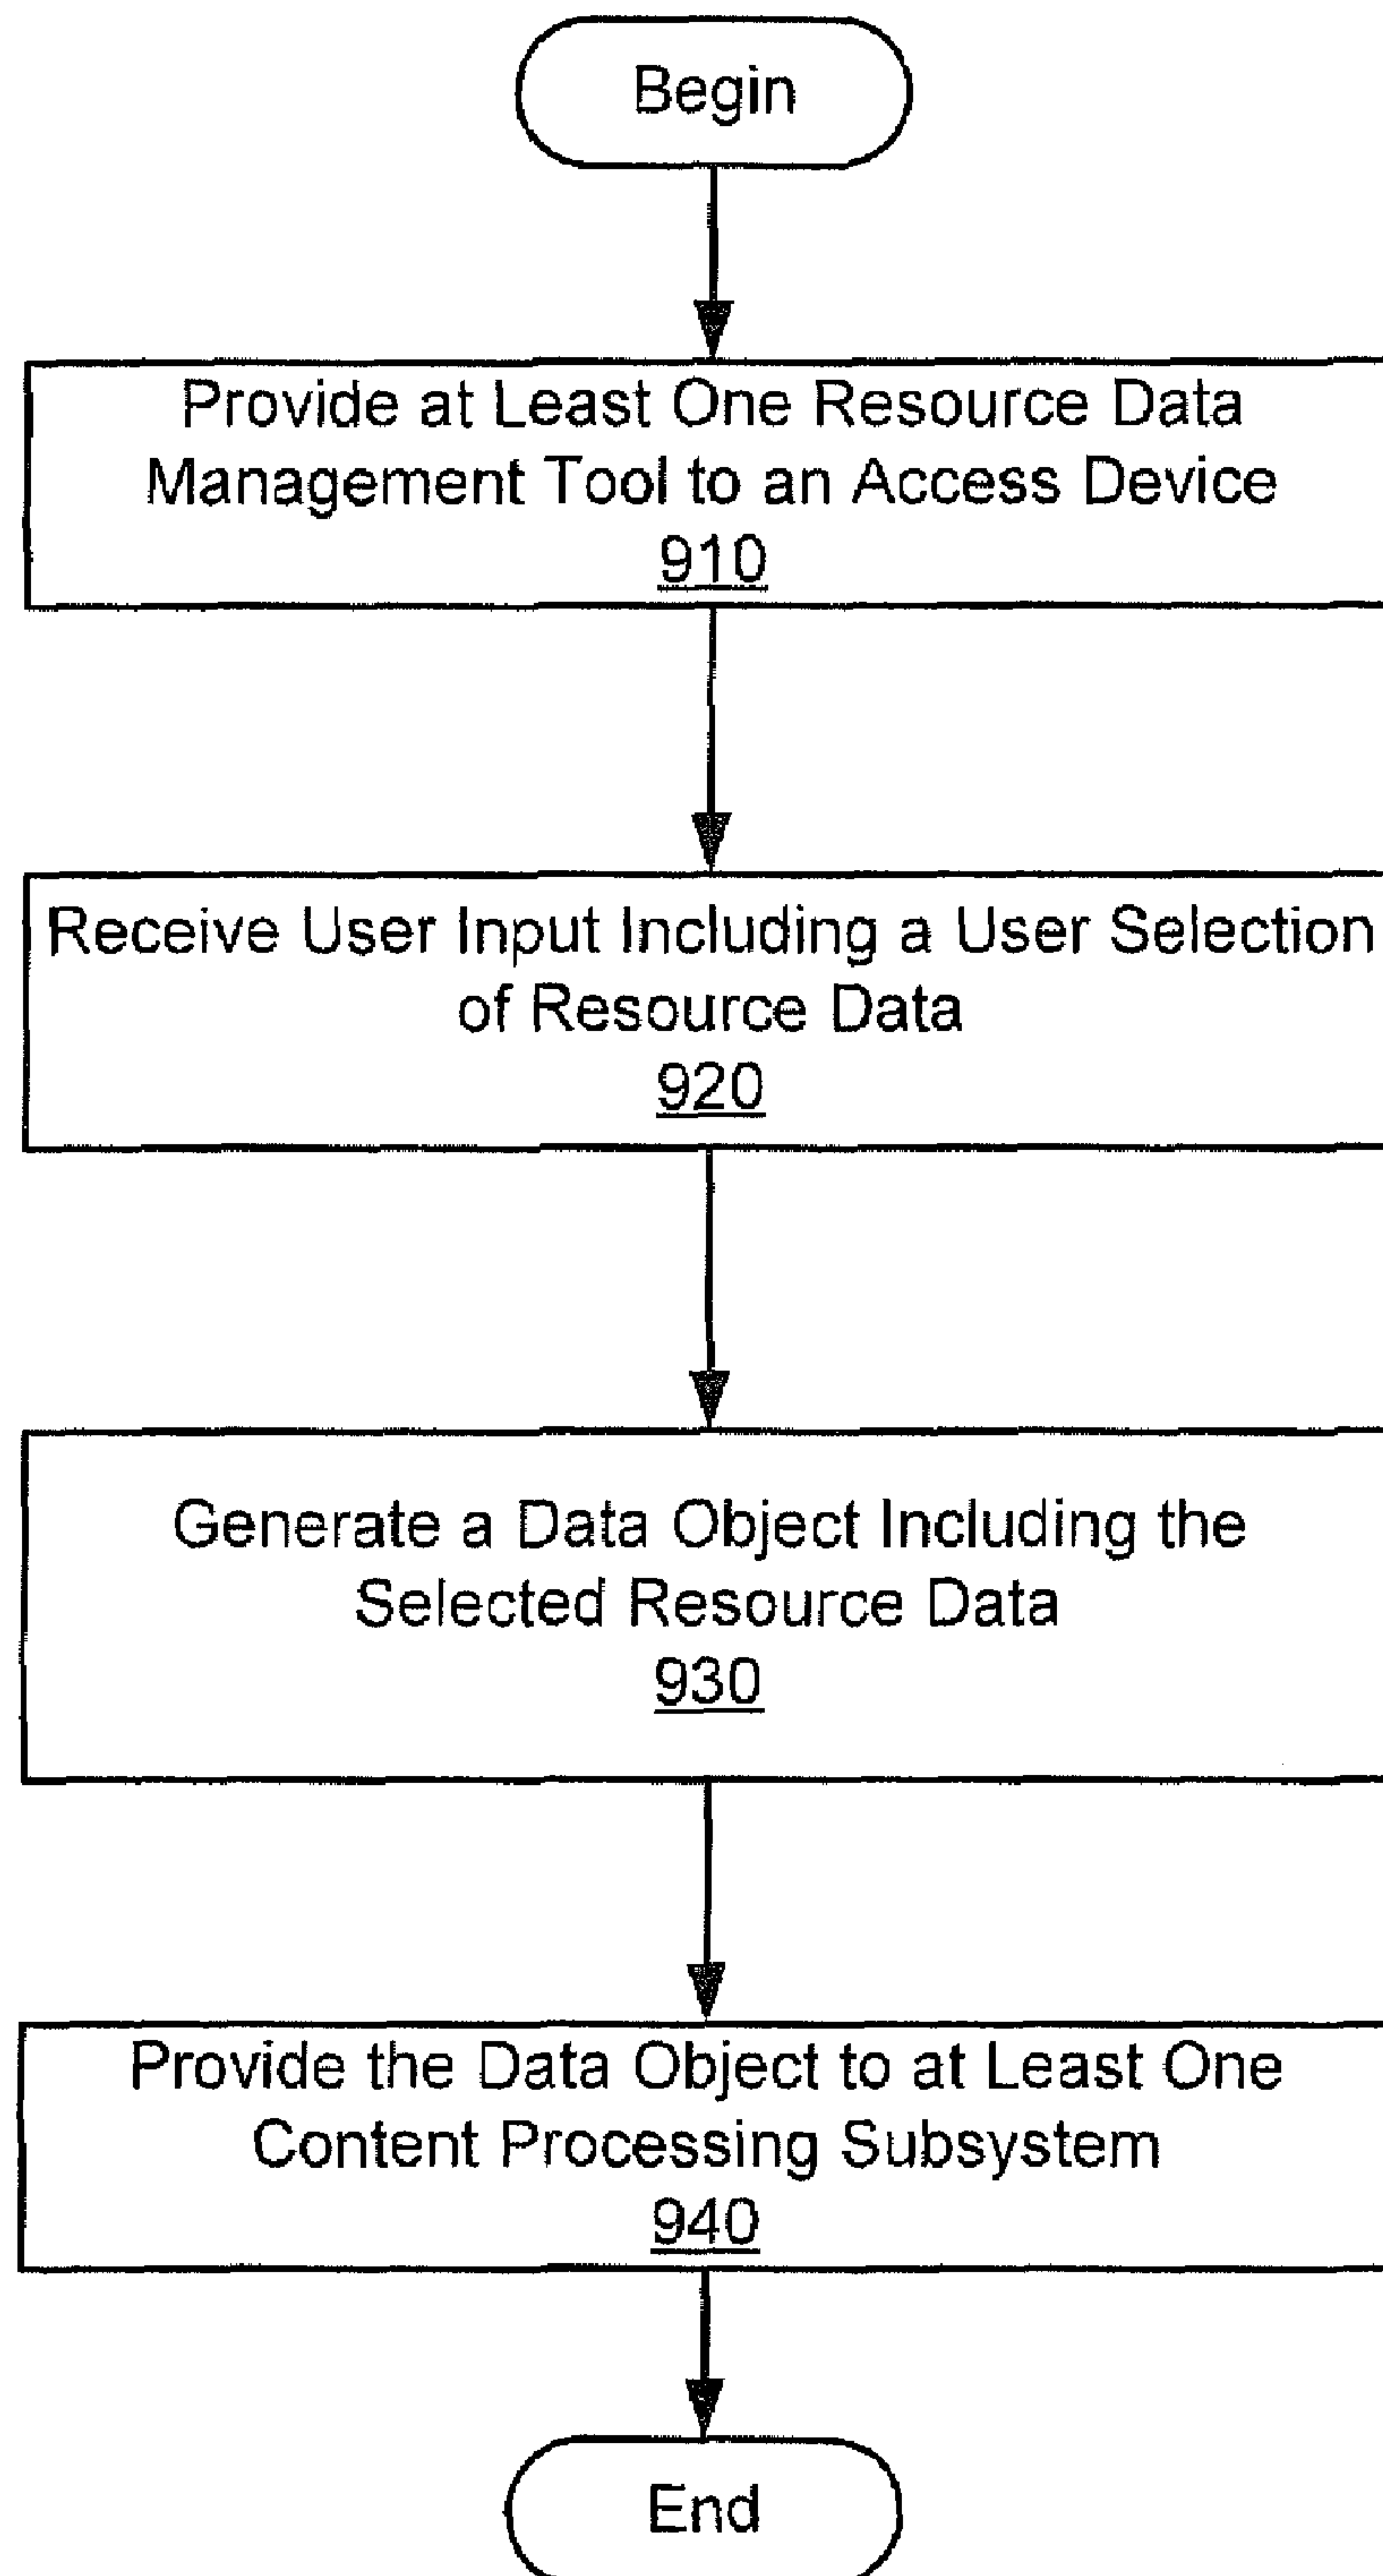 Begin
Provide at Least One Resource Data
Management Tool to an Access Device
910
Receive User Input Including a User Selection
of Resource Data
920
Generate a Data Object Including the
Selected Resource Data
930
Provide the Data Object to at Least One
Content Processing Subsystem
940
End